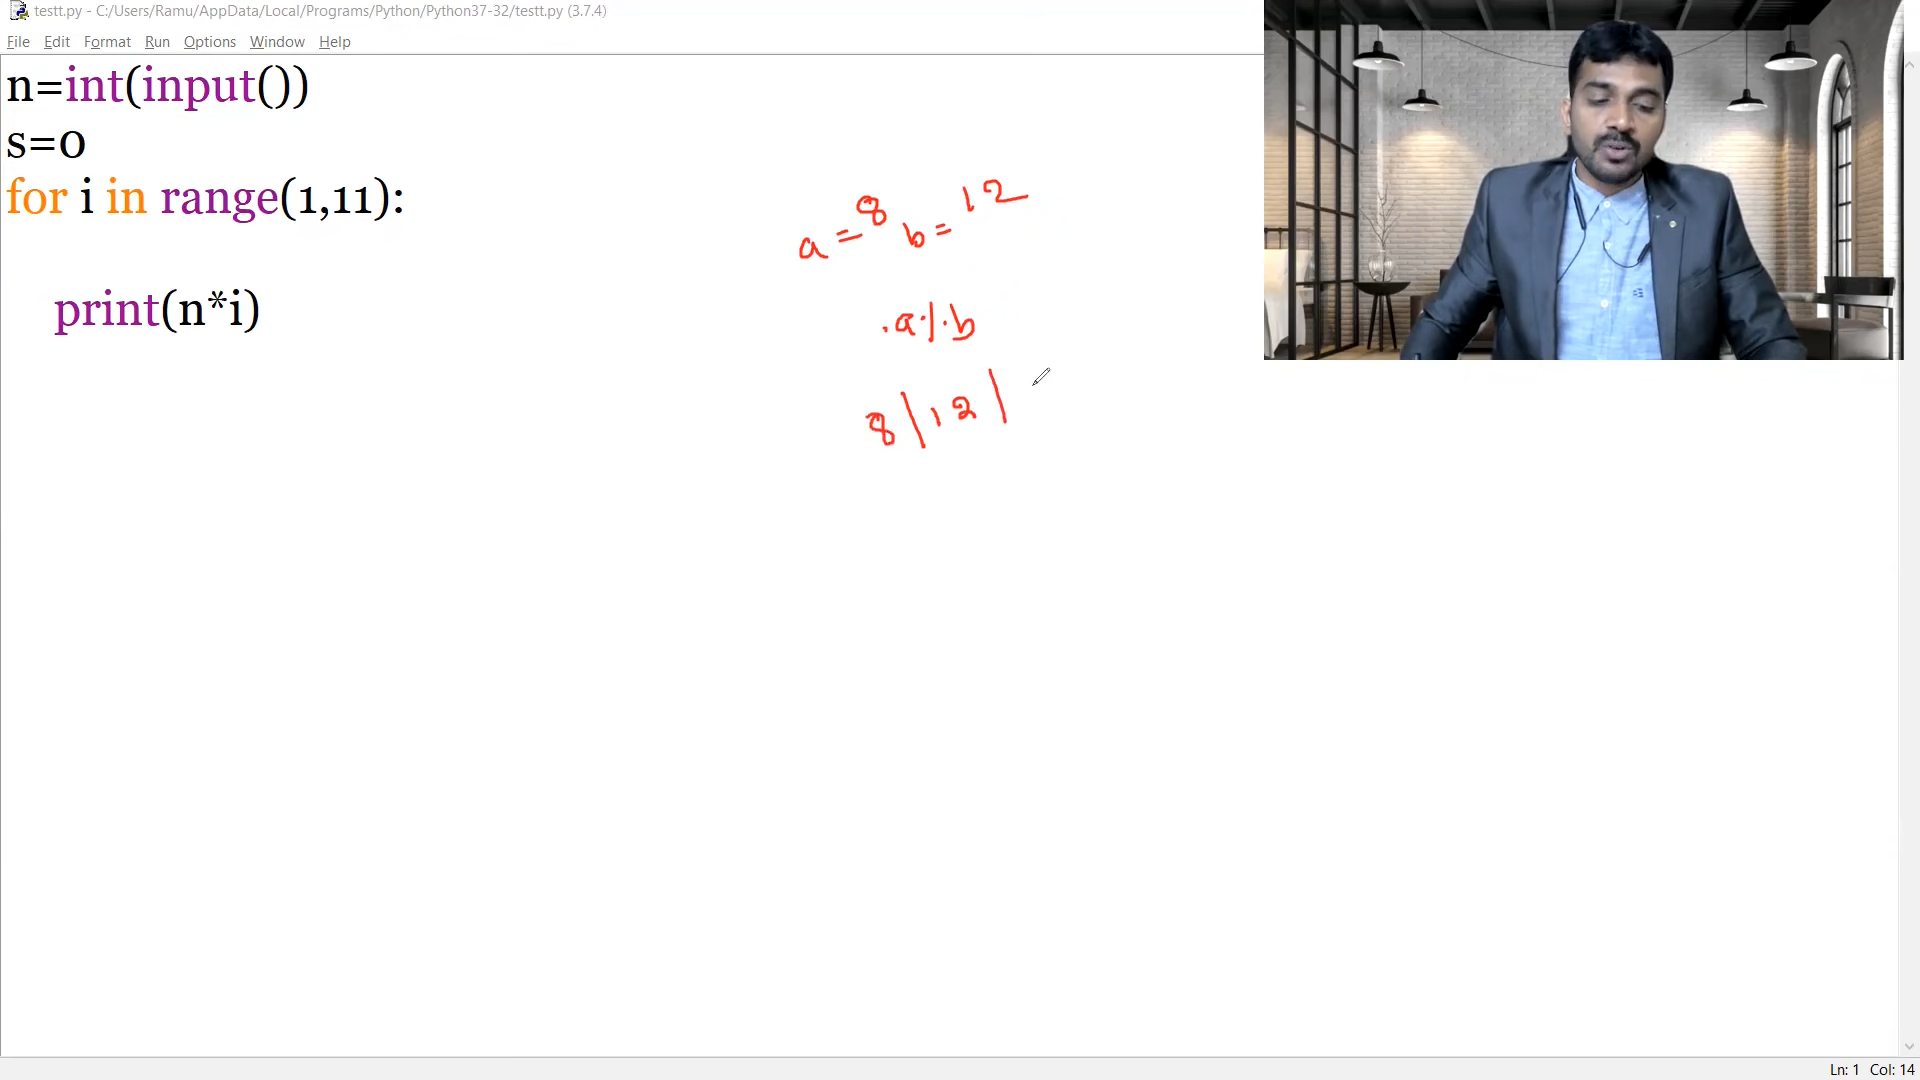 testt.py - C:/Users/Ramu/AppData/Local/Programs/Python/Python37-32/testt.py (3.7.4)
File Edit Format Run Options Window Help
n=int(input())
s=0
for i in range(1,11):
print(n*i)
a=8 b=12
.a%b
8|12|
Ln: 1 Col: 14